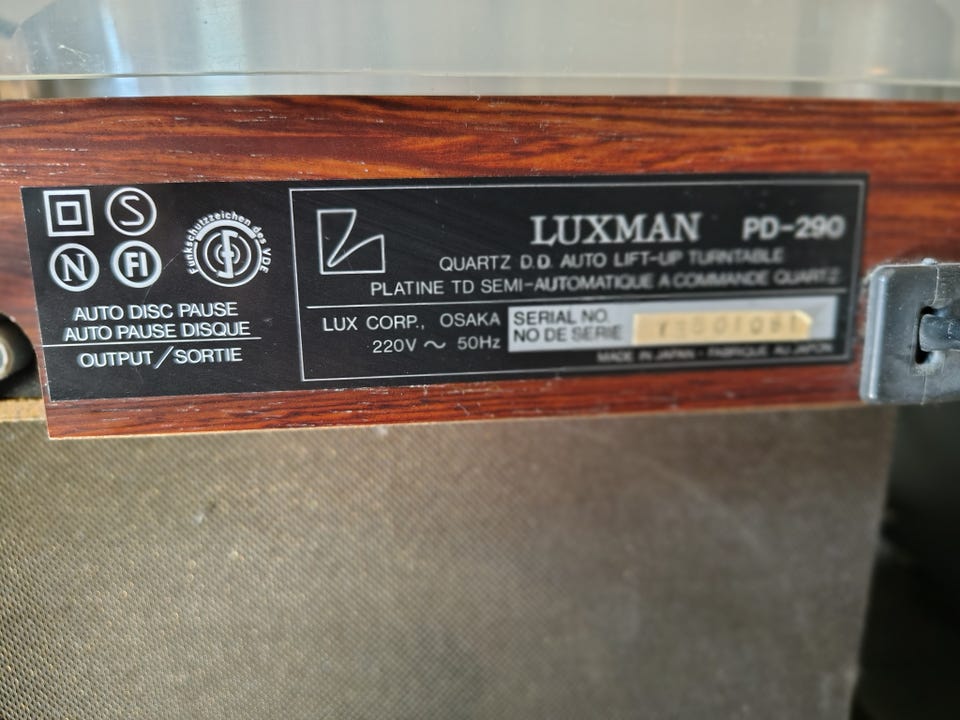 S
N FI
Funkschutzzeichen des VDE
AUTO DISC PAUSE
AUTO PAUSE DISQUE
OUTPUT/SORTIE
LUXMAN PD-290
QUARTZ D.D. AUTO LIFT-UP TURNTABLE
PLATINE TD SEMI-AUTOMATIQUE A COMMANDE QUARTZ
LUX CORP., OSAKA
220V ~ 50Hz
SERIAL NO.
NO DE SERIE
MADE IN JAPAN · FABRIQUE AU JAPON